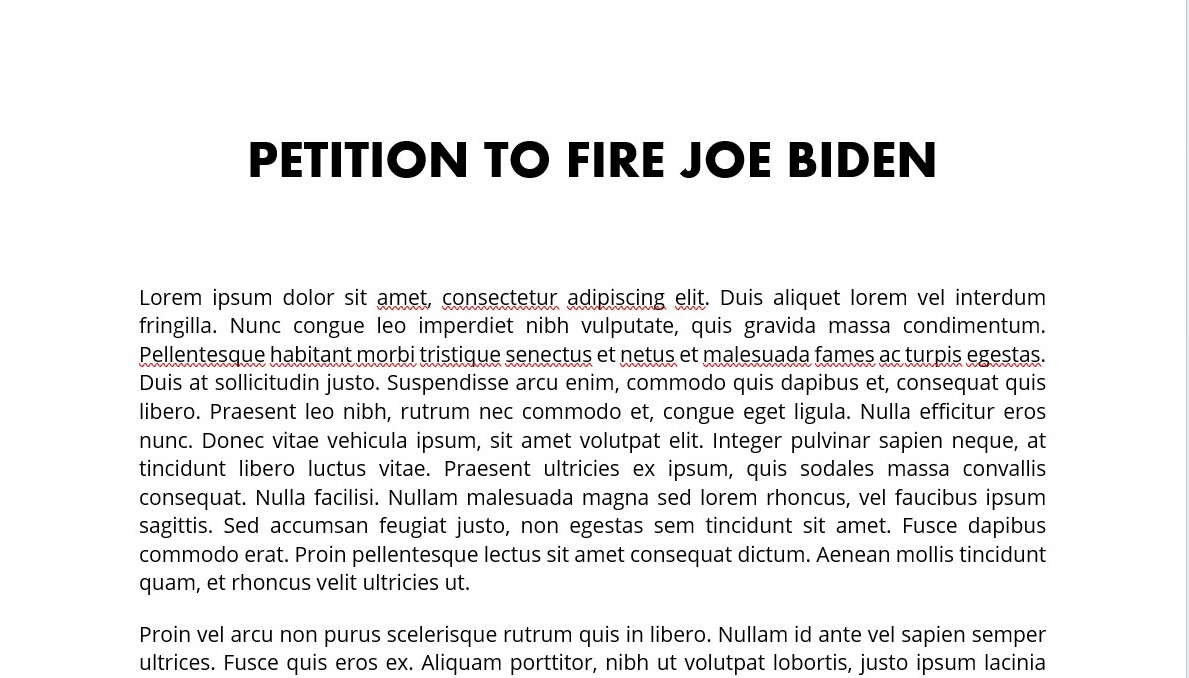 PETITION TO FIRE JOE BIDEN
Lorem ipsum dolor sit amet, consectetur adipiscing elit. Duis aliquet lorem vel interdum
fringilla. Nunc congue leo imperdiet nibh vulputate, quis gravida massa condimentum.
Pellentesque habitant morbi tristique senectus et netus et malesuada fames ac turpis egestas.
Duis at sollicitudin justo. Suspendisse arcu enim, commodo quis dapibus et, consequat quis
libero. Praesent leo nibh, rutrum nec commodo et, congue eget ligula. Nulla efficitur eros
nunc. Donec vitae vehicula ipsum, sit amet volutpat elit. Integer pulvinar sapien neque, at
tincidunt libero luctus vitae. Praesent ultricies ex ipsum, quis sodales massa convallis
consequat. Nulla facilisi. Nullam malesuada magna sed lorem rhoncus, vel faucibus ipsum
sagittis. Sed accumsan feugiat justo, non egestas sem tincidunt sit amet. Fusce dapibus
commodo erat. Proin pellentesque lectus sit amet consequat dictum. Aenean mollis tincidunt
quam, et rhoncus velit ultricies ut.
Proin vel arcu non purus scelerisque rutrum quis in libero. Nullam id ante vel sapien semper
ultrices. Fusce quis eros ex. Aliquam porttitor, nibh ut volutpat lobortis, justo ipsum lacinia